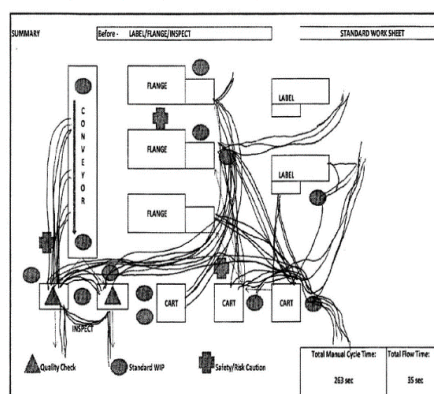 SUMMARY
Before - LABEL/FLANGE/INSPECT
STANDARD WORK SHEET
CONVEYOR
FLANGE
LABEL
FLANGE
LABEL
FLANGE
CART
CART
CART
INSPECT
Quality Check
Standard WIP
Safety/Risk Caution
Total Manual Cycle Time:
263 sec
Total Flow Time:
35 sec